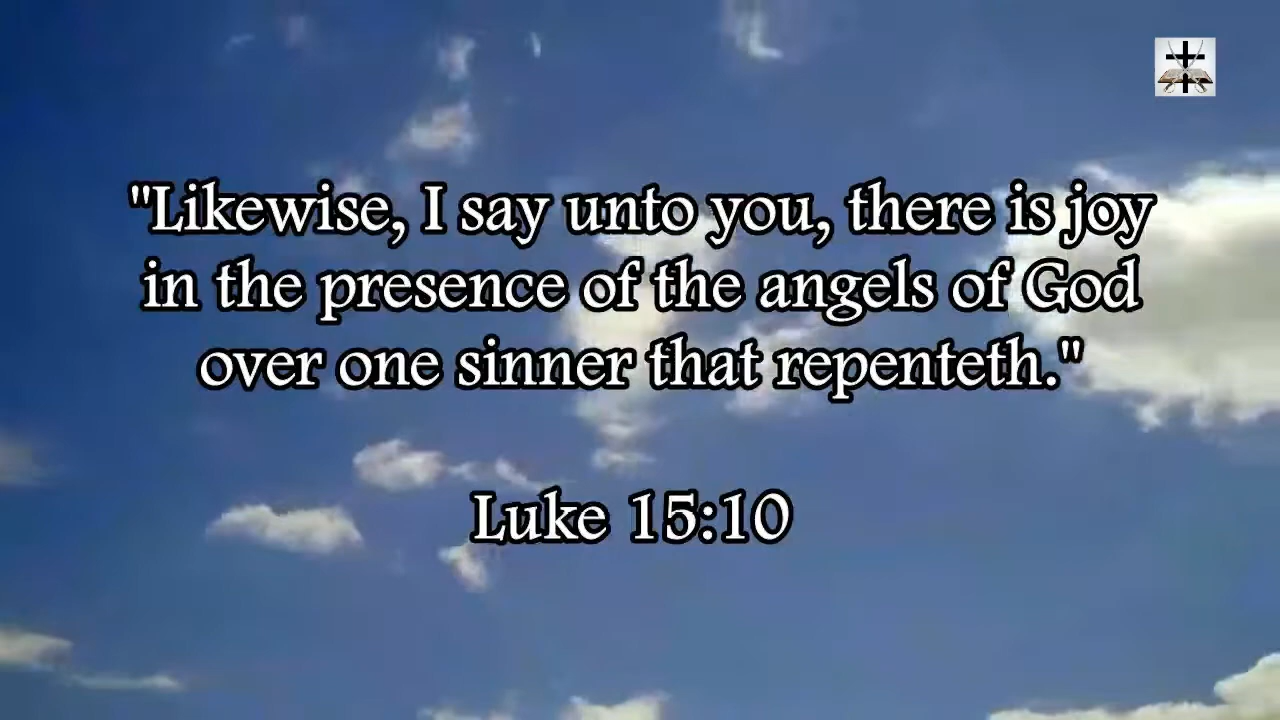 "Likewise, I say unto you, there is joy
in the presence of the angels of God
over one sinner that repenteth."
Luke 15:10